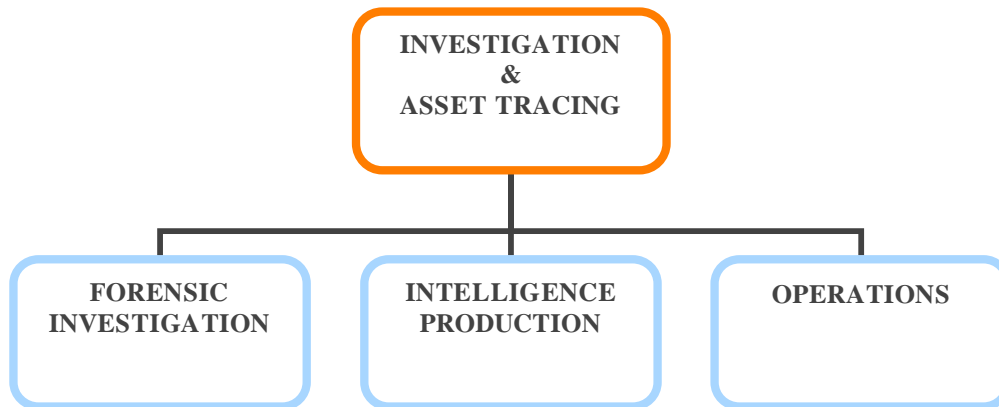 INVESTIGATION
&
ASSET TRACING
FORENSIC
INVESTIGATION
INTELLIGENCE
PRODUCTION
OPERATIONS